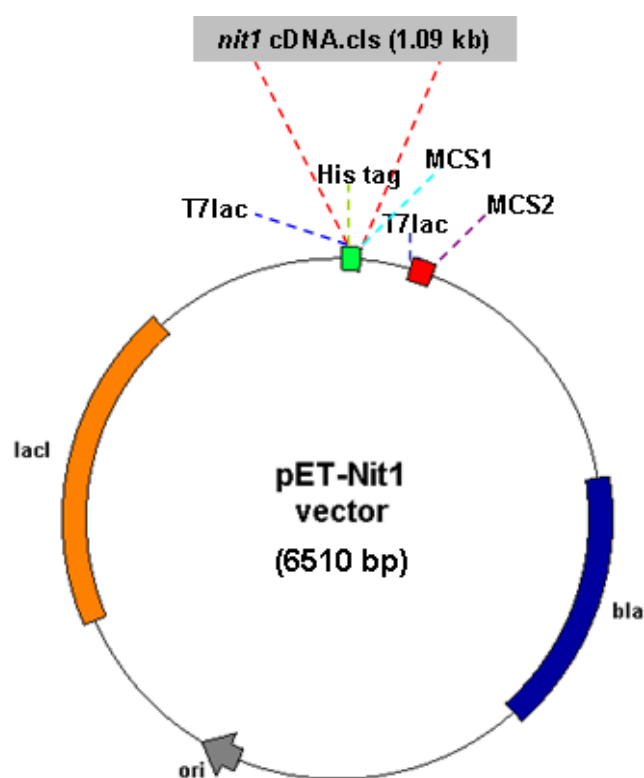 nit1 cDNA.cls (1.09 kb)
His tag
MCS1
T7lac
T7lac
MCS2
lacI
pET-Nit1
vector
(6510 bp)
bla
ori